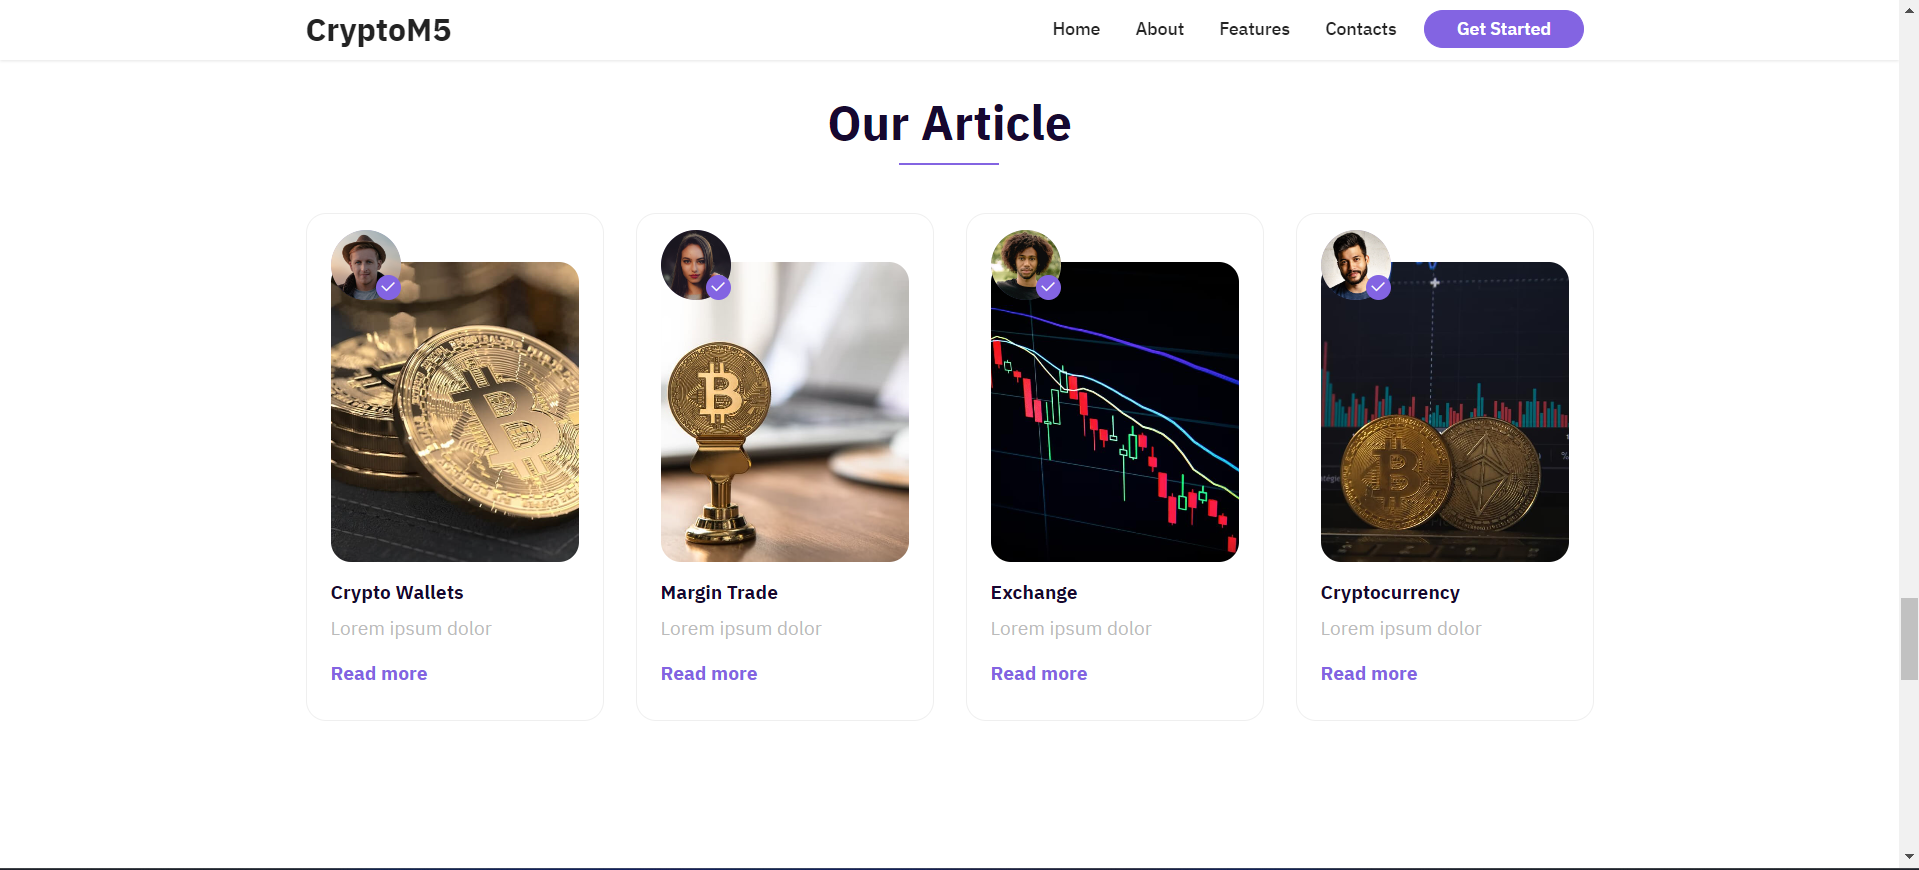 CryptoM5
Home About Features Contacts Get Started
Our Article
Crypto Wallets
Lorem ipsum dolor
Read more
Margin Trade
Lorem ipsum dolor
Read more
Exchange
Lorem ipsum dolor
Read more
Cryptocurrency
Lorem ipsum dolor
Read more